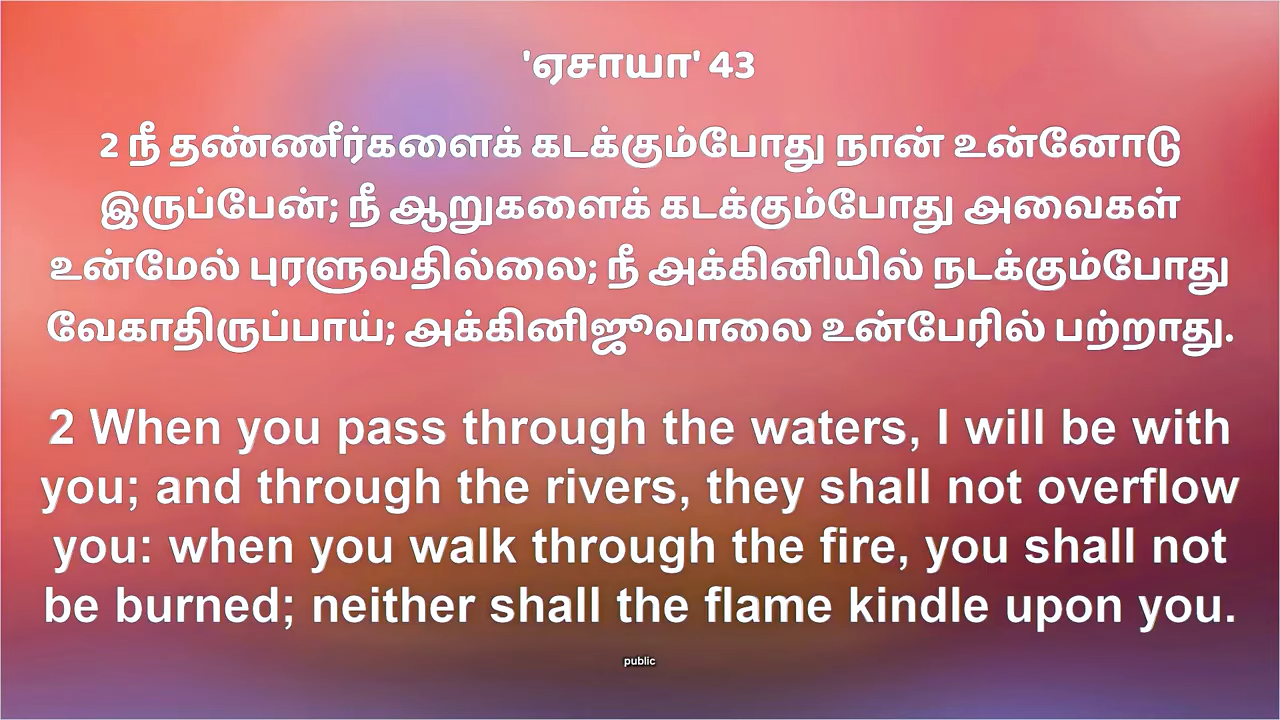 'ஏசாயா' 43
2 நீ தண்ணீர்களைக் கடக்கும்போது நான் உன்னோடு
இருப்பேன்; நீ ஆறுகளைக் கடக்கும்போது அவைகள்
உன்மேல் புரளுவதில்லை; நீ அக்கினியில் நடக்கும்போது
வேகாதிருப்பாய்; அக்கினிஜூவாலை உன்பேரில் பற்றாது.
2 When you pass through the waters, I will be with
you; and through the rivers, they shall not overflow
you: when you walk through the fire, you shall not
be burned; neither shall the flame kindle upon you.
public